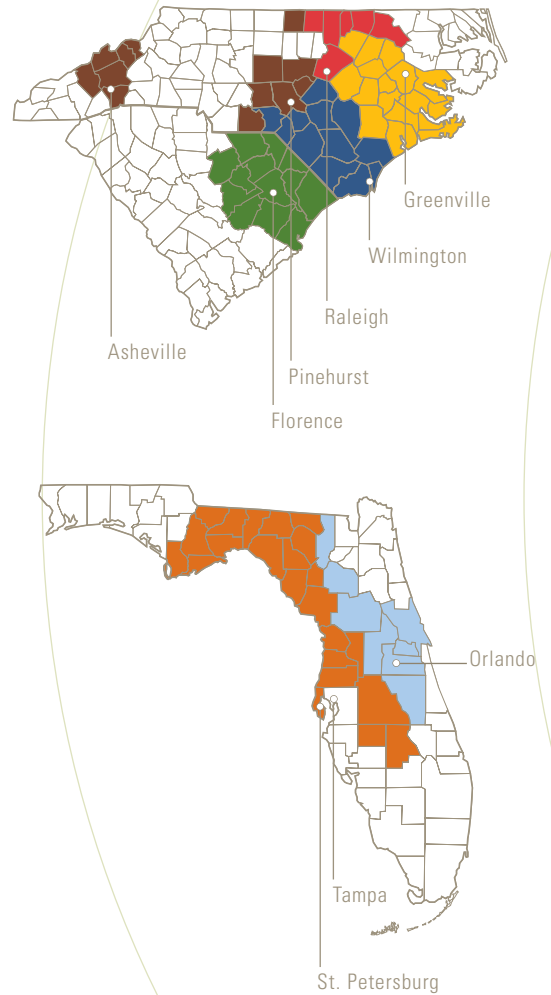 Greenville
Wilmington
Raleigh
Asheville
Pinehurst
Florence
Orlando
Tampa
St. Petersburg